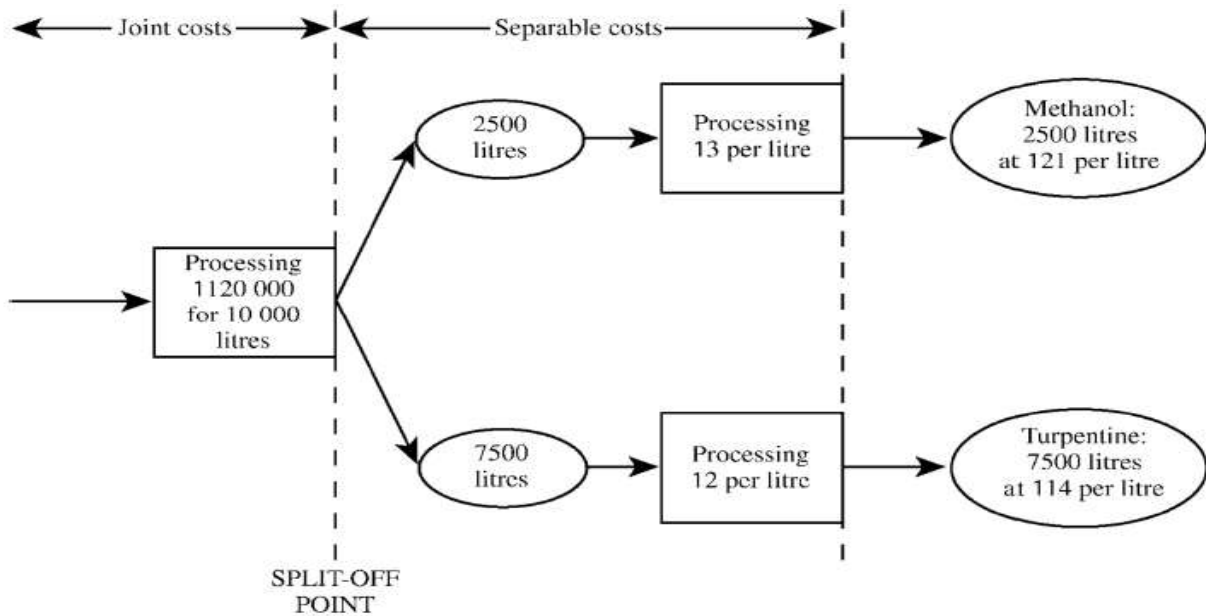 Joint costs
Separable costs
2500
litres
Processing
13 per litre
Methanol:
2500 litres
at 121 per litre
Processing
1120 000
for 10 000
litres
7500
litres
Processing
12 per litre
Turpentine:
7500 litres
at 114 per litre
SPLIT-OFF
POINT